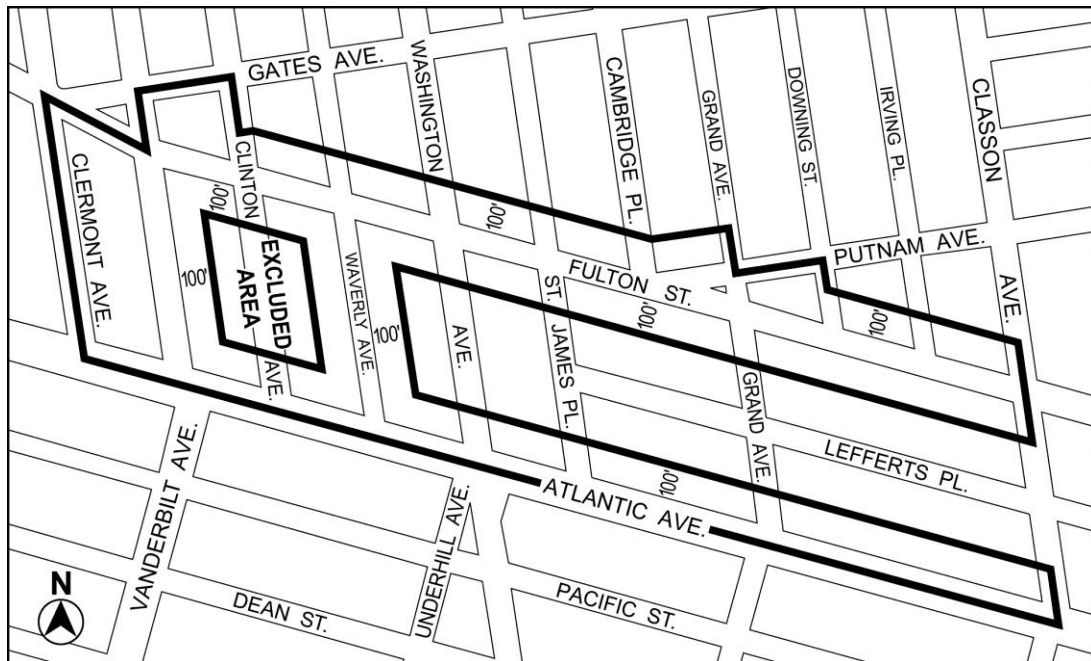 GATES AVE.
WASHINGTON
CAMBRIDGE PL.
GRAND AVE.
DOWNING ST.
IRVING PL.
CLASSON
CLERMONT AVE.
CLINTON
100'
100'
EXCLUDED
AREA
AVE.
WAVERLY AVE.
100'
AVE.
100'
ST.
JAMES PL.
FULTON ST.
100'
PUTNAM AVE.
100'
AVE.
GRAND AVE.
LEFFERTS PL.
100'
ATLANTIC AVE.
VANDERBILT AVE.
UNDERHILL AVE.
DEAN ST.
PACIFIC ST.
N